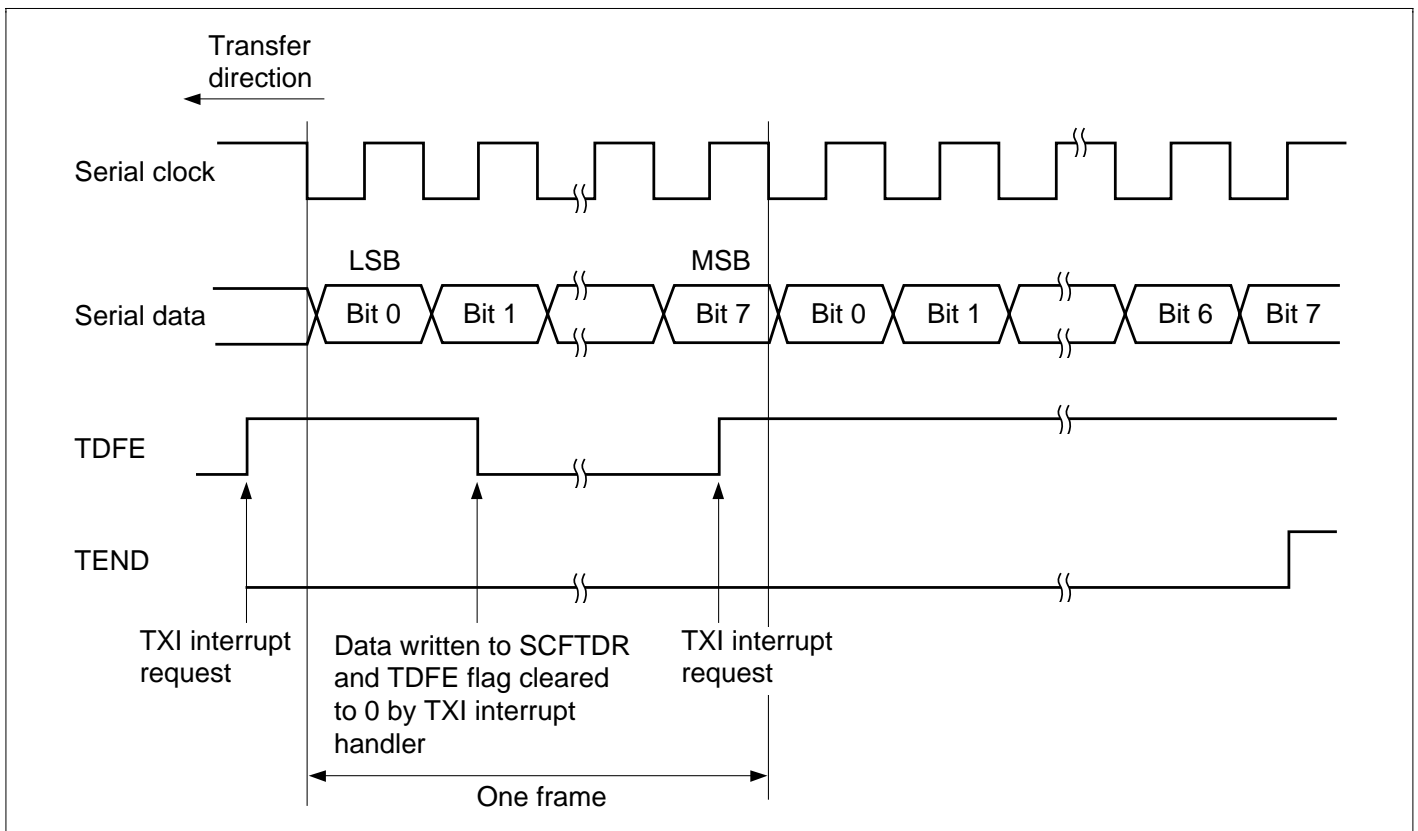 Transfer
direction
Serial clock
LSB
MSB
Serial data
Bit 0
Bit 1
Bit 7
Bit 0
Bit 1
Bit 6
Bit 7
TDFE
TEND
TXI interrupt
request
Data written to SCFTDR
and TDFE flag cleared
to 0 by TXI interrupt
handler
TXI interrupt
request
One frame